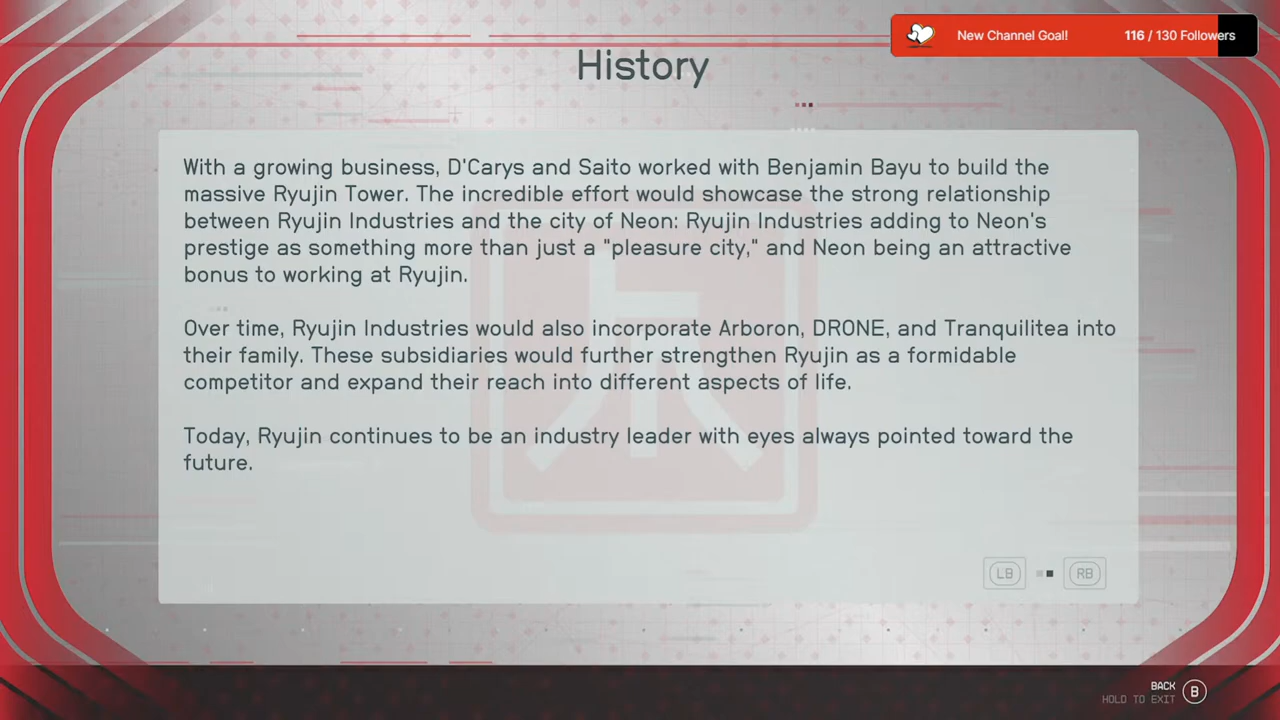 New Channel Goal! 116 / 130 Followers
History
With a growing business, D'Carys and Saito worked with Benjamin Bayu to build the
massive Ryujin Tower. The incredible effort would showcase the strong relationship
between Ryujin Industries and the city of Neon: Ryujin Industries adding to Neon's
prestige as something more than just a "pleasure city," and Neon being an attractive
bonus to working at Ryujin.
Over time, Ryujin Industries would also incorporate Arboron, DRONE, and Tranquilitea into
their family. These subsidiaries would further strengthen Ryujin as a formidable
competitor and expand their reach into different aspects of life.
Today, Ryujin continues to be an industry leader with eyes always pointed toward the
future.
LB RB
BACK B
HOLD TO EXIT